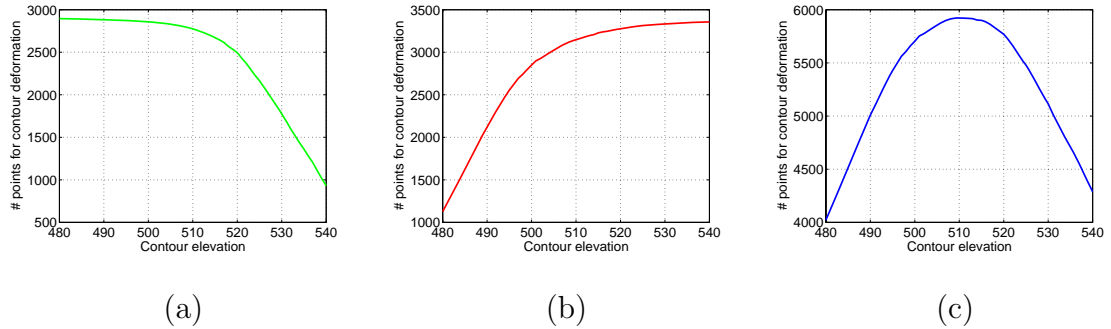 # points for contour deformation
3000
2500
2000
1500
1000
500
480 490 500 510 520 530 540
Contour elevation
(a)
# points for contour deformation
3500
3000
2500
2000
1500
1000
480 490 500 510 520 530 540
Contour elevation
(b)
# points for contour deformation
6000
5500
5000
4500
4000
480 490 500 510 520 530 540
Contour elevation
(c)